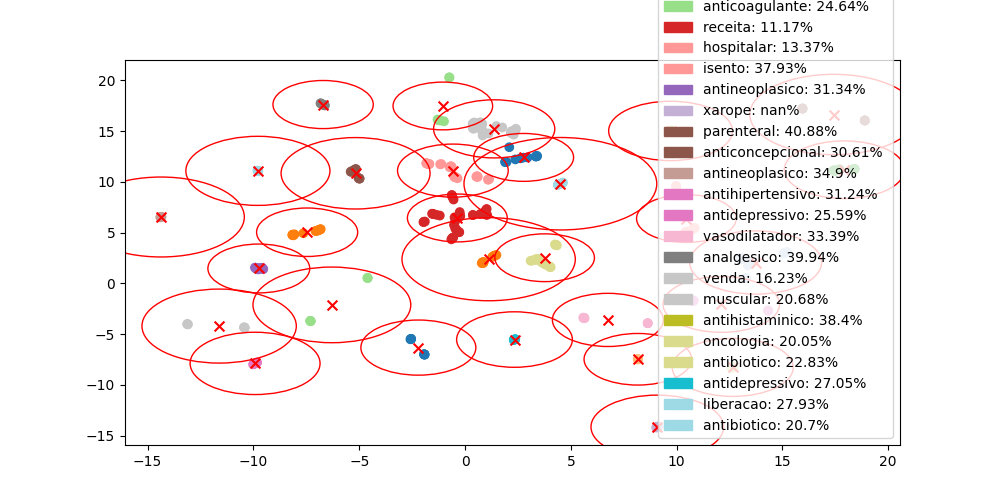 anticoagulante: 24.64%
receita: 11.17%
hospitalar: 13.37%
isento: 37.93%
antineoplasico: 31.34%
xarope: nan%
parenteral: 40.88%
anticoncepcional: 30.61%
antineoplasico: 34.9%
antihipertensivo: 31.24%
antidepressivo: 25.59%
vasodilatador: 33.39%
analgesico: 39.94%
venda: 16.23%
muscular: 20.68%
antihistaminico: 38.4%
oncologia: 20.05%
antibiotico: 22.83%
antidepressivo: 27.05%
liberacao: 27.93%
antibiotico: 20.7%
20
15
10
5
0
−5
−10
−15
−15 −10 −5 0 5 10 15 20